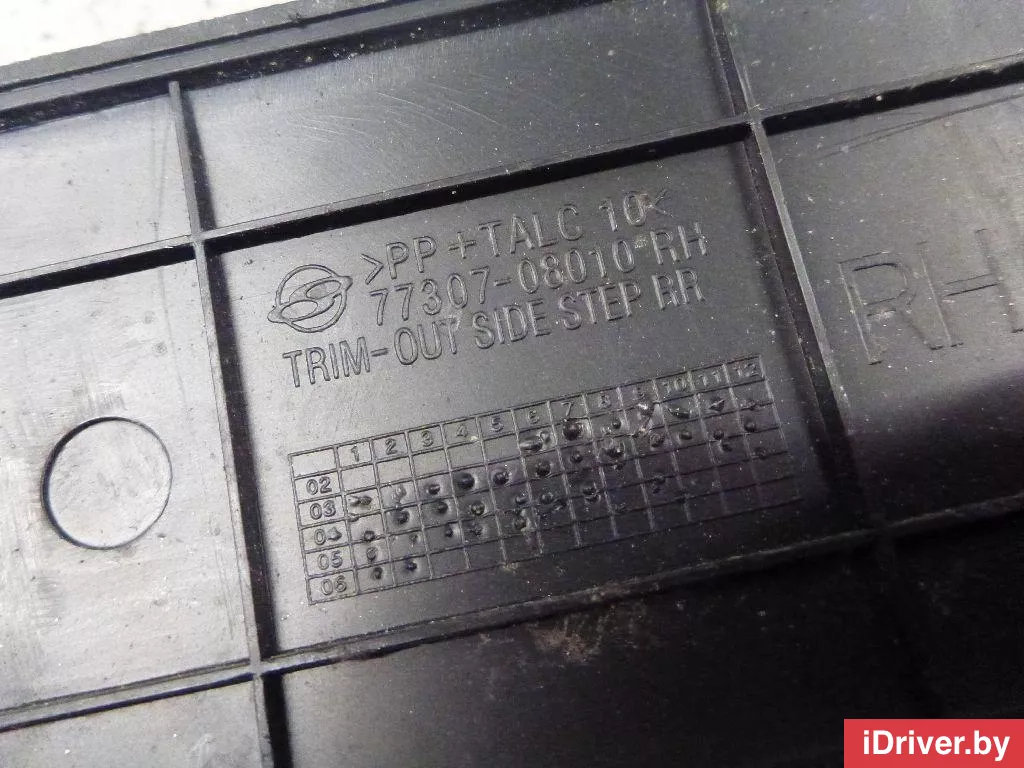 >PP+TALC 10<
77307-08010 RH
TRIM-OUT SIDE STEP RR
RH
1 2 3 4 5 6 7 8 9 10 11 12
02
03
04
05
06
iDriver.by